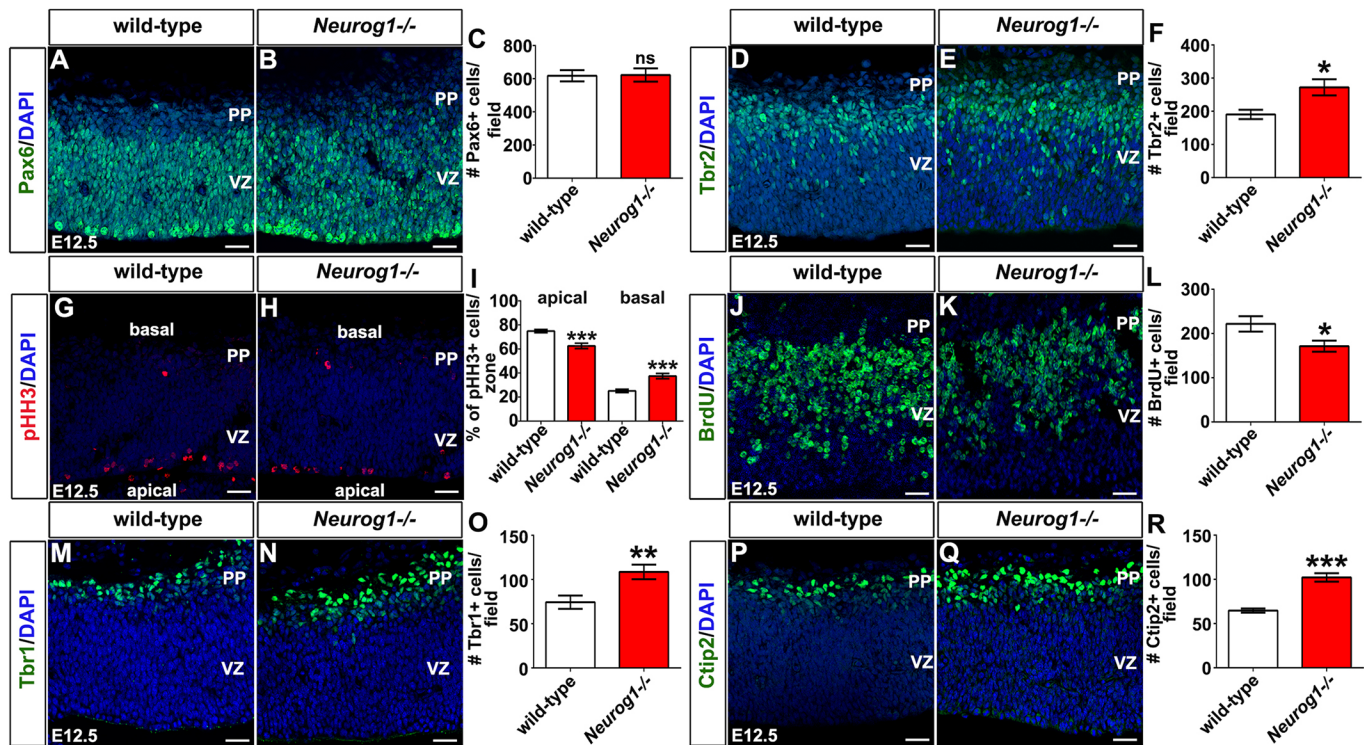 wild-type
Neurog1-/-
A
B
PP
VZ
E12.5
Pax6/DAPI
C
# Pax6+ cells/
field
800
600
400
200
0
ns
wild-type
Neurog1-/-
wild-type
Neurog1-/-
D
E
PP
VZ
E12.5
Tbr2/DAPI
F
# Tbr2+ cells/
field
400
300
200
100
0
*
wild-type
Neurog1-/-
wild-type
Neurog1-/-
G
H
basal
basal
PP
VZ
apical
apical
E12.5
pHH3/DAPI
I
apical
basal
% of pHH3+ cells/
zone
100
80
60
40
20
0
***
***
wild-type
Neurog1-/-
wild-type
Neurog1-/-
wild-type
Neurog1-/-
J
K
PP
PP
VZ
VZ
E12.5
BrdU/DAPI
L
# BrdU+ cells/
field
300
200
100
0
*
wild-type
Neurog1-/-
wild-type
Neurog1-/-
M
N
PP
PP
VZ
VZ
E12.5
Tbr1/DAPI
O
# Tbr1+ cells/
field
150
100
50
0
**
wild-type
Neurog1-/-
wild-type
Neurog1-/-
P
Q
PP
PP
VZ
VZ
E12.5
Ctip2/DAPI
R
# Ctip2+ cells/
field
150
100
50
0
***
wild-type
Neurog1-/-